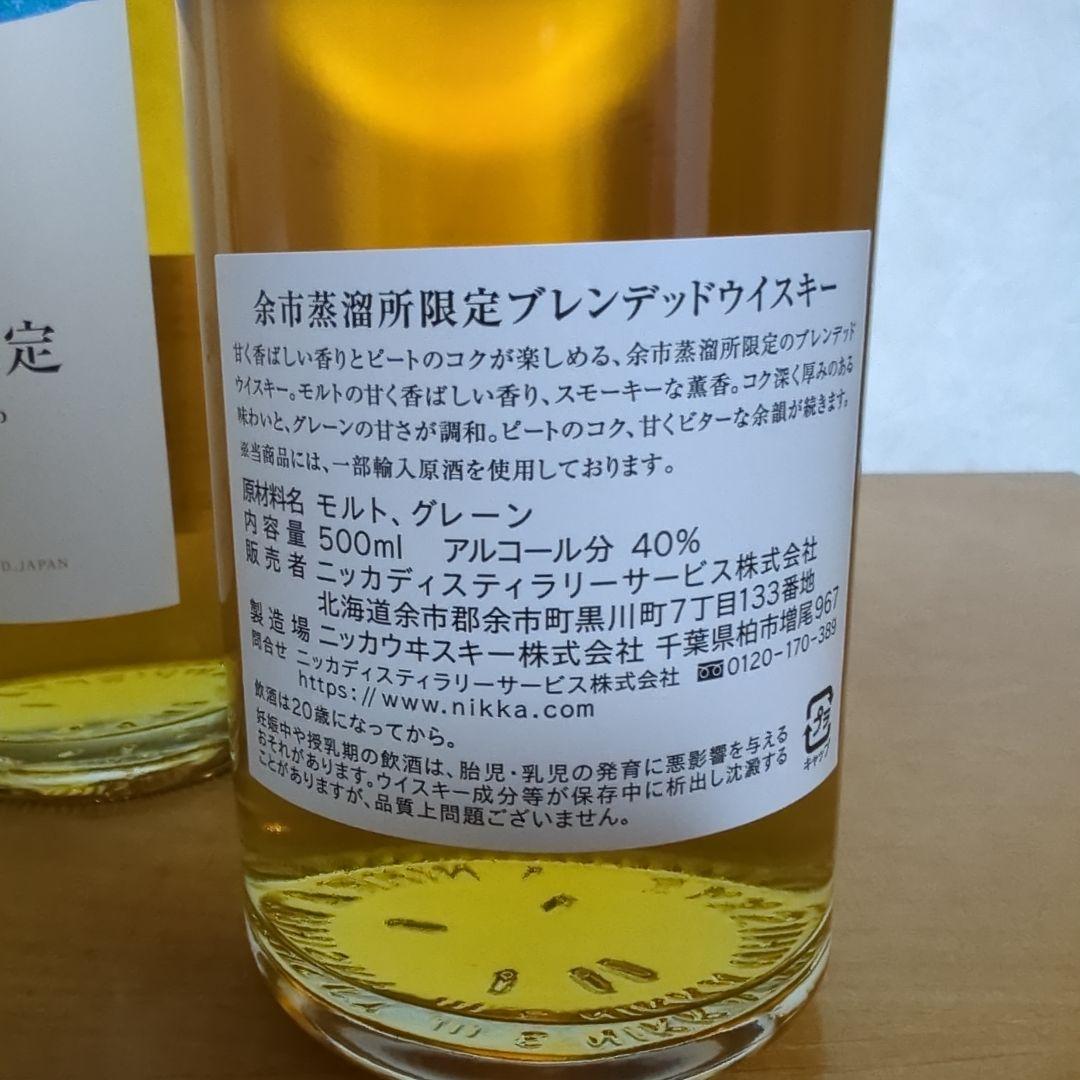 定
D.,JAPAN
余市蒸溜所限定ブレンデッドウイスキー
甘く香ばしい香りとピートのコクが楽しめる、余市蒸溜所限定のブレンデッド
ウイスキー。モルトの甘く香ばしい香り、スモーキーな薫香。コク深く厚みのある
味わいと、グレーンの甘さが調和。ピートのコク、甘くビターな余韻が続きます。
※当商品には、一部輸入原酒を使用しております。
原材料名 モルト、グレーン
内容量 500ml アルコール分 40%
販売者 ニッカディスティラリーサービス株式会社
北海道余市郡余市町黒川町7丁目133番地
製造場 ニッカウヰスキー株式会社 千葉県柏市増尾967
問合せ ニッカディスティラリーサービス株式会社 0120-170-389
https://www.nikka.com
飲酒は20歳になってから。
妊娠中や授乳期の飲酒は、胎児・乳児の発育に悪影響を与える
おそれがあります。ウイスキー成分等が保存中に析出し沈澱する
ことがありますが、品質上問題ございません。
プラ
キャップ